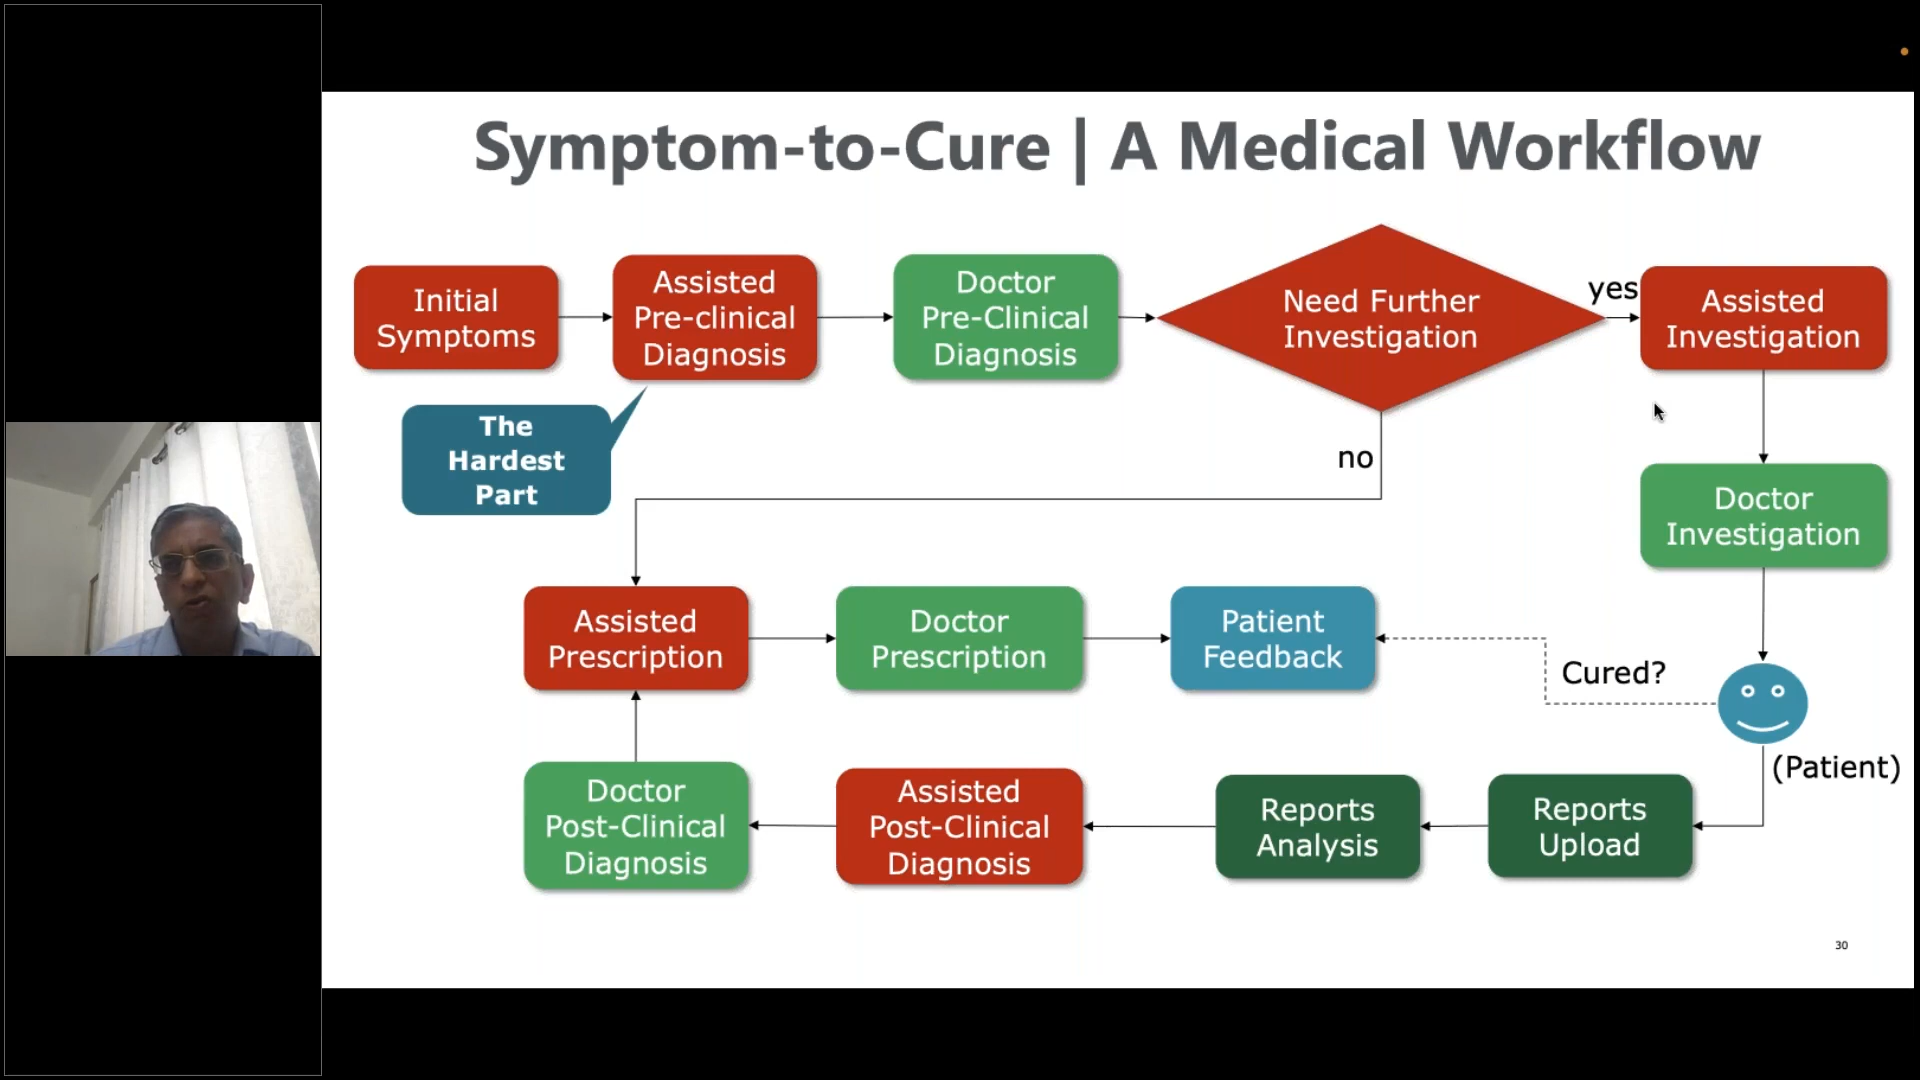 Symptom-to-Cure | A Medical Workflow
Initial
Symptoms
Assisted
Pre-clinical
Diagnosis
Doctor
Pre-Clinical
Diagnosis
Need Further
Investigation
yes
Assisted
Investigation
The
Hardest
Part
no
Doctor
Investigation
Assisted
Prescription
Doctor
Prescription
Patient
Feedback
Cured?
(Patient)
Doctor
Post-Clinical
Diagnosis
Assisted
Post-Clinical
Diagnosis
Reports
Analysis
Reports
Upload
30